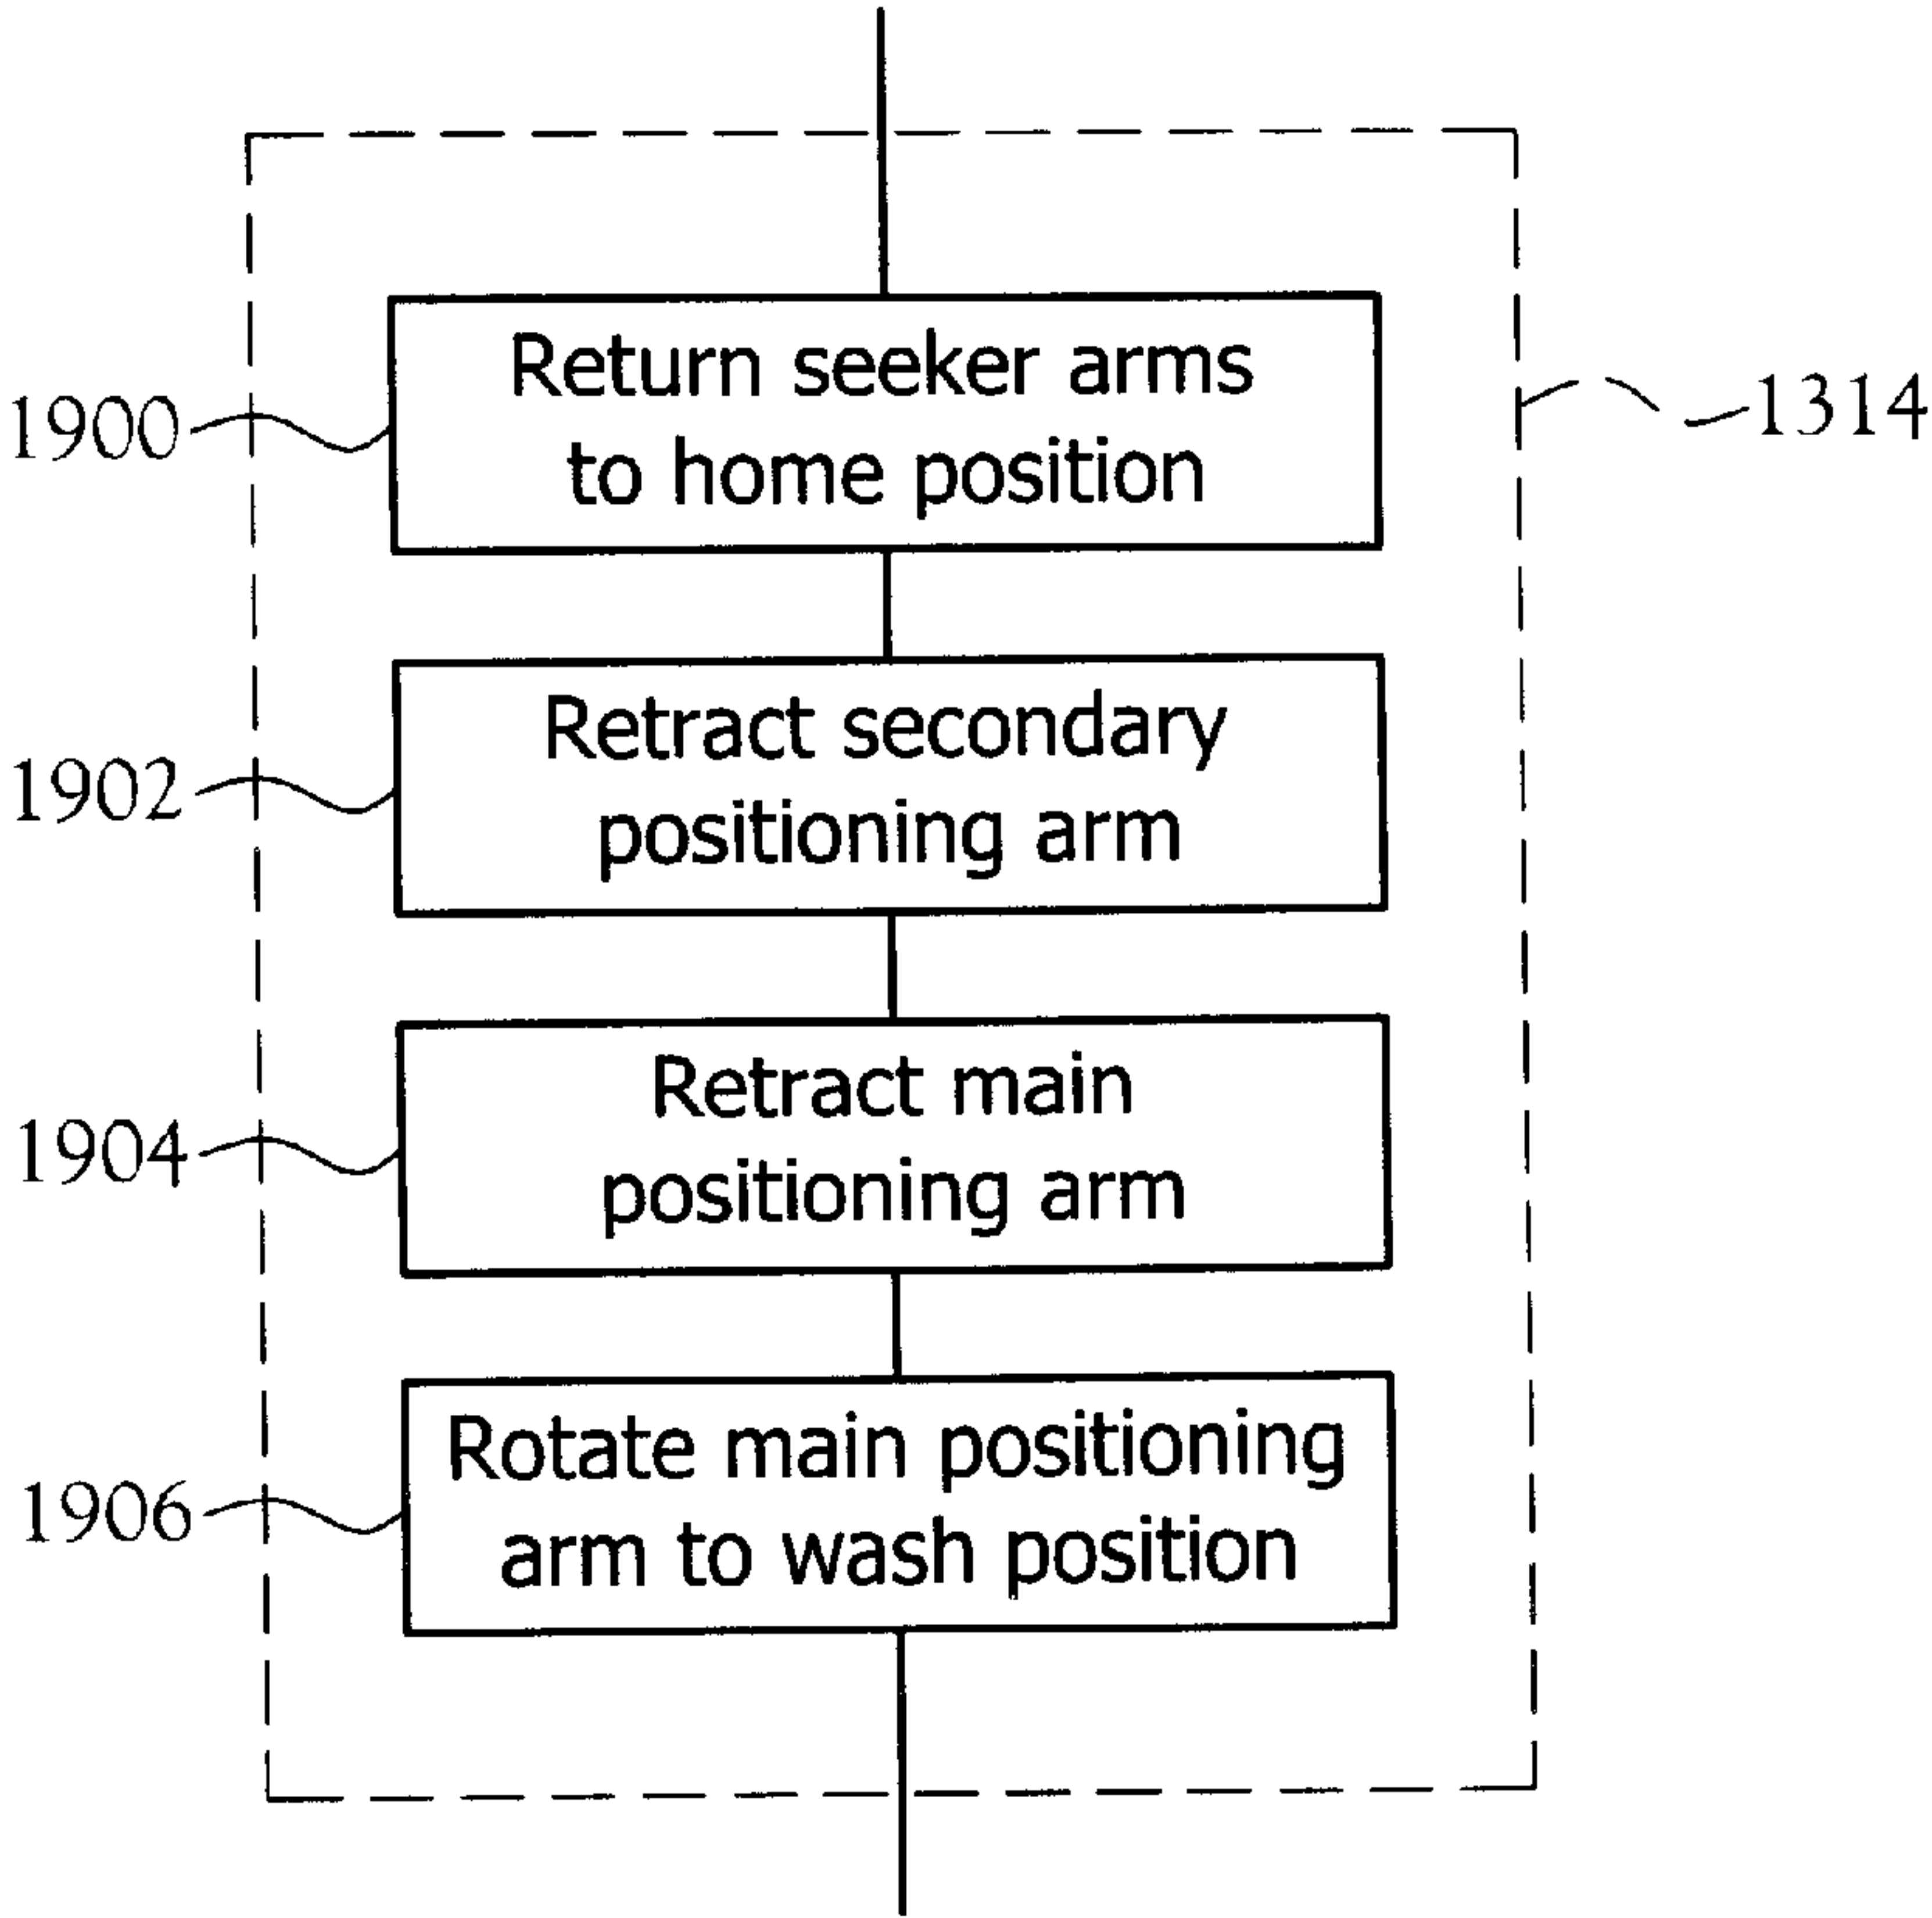 Return seeker arms
to home position
1900
1314
Retract secondary
positioning arm
1902
Retract main
positioning arm
1904
Rotate main positioning
arm to wash position
1906